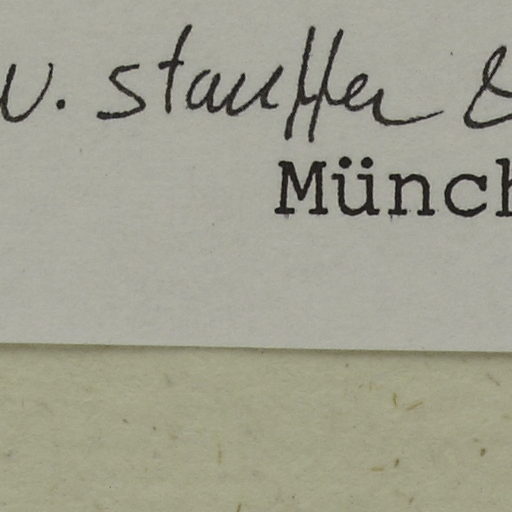 v. Stauffer &
Münch